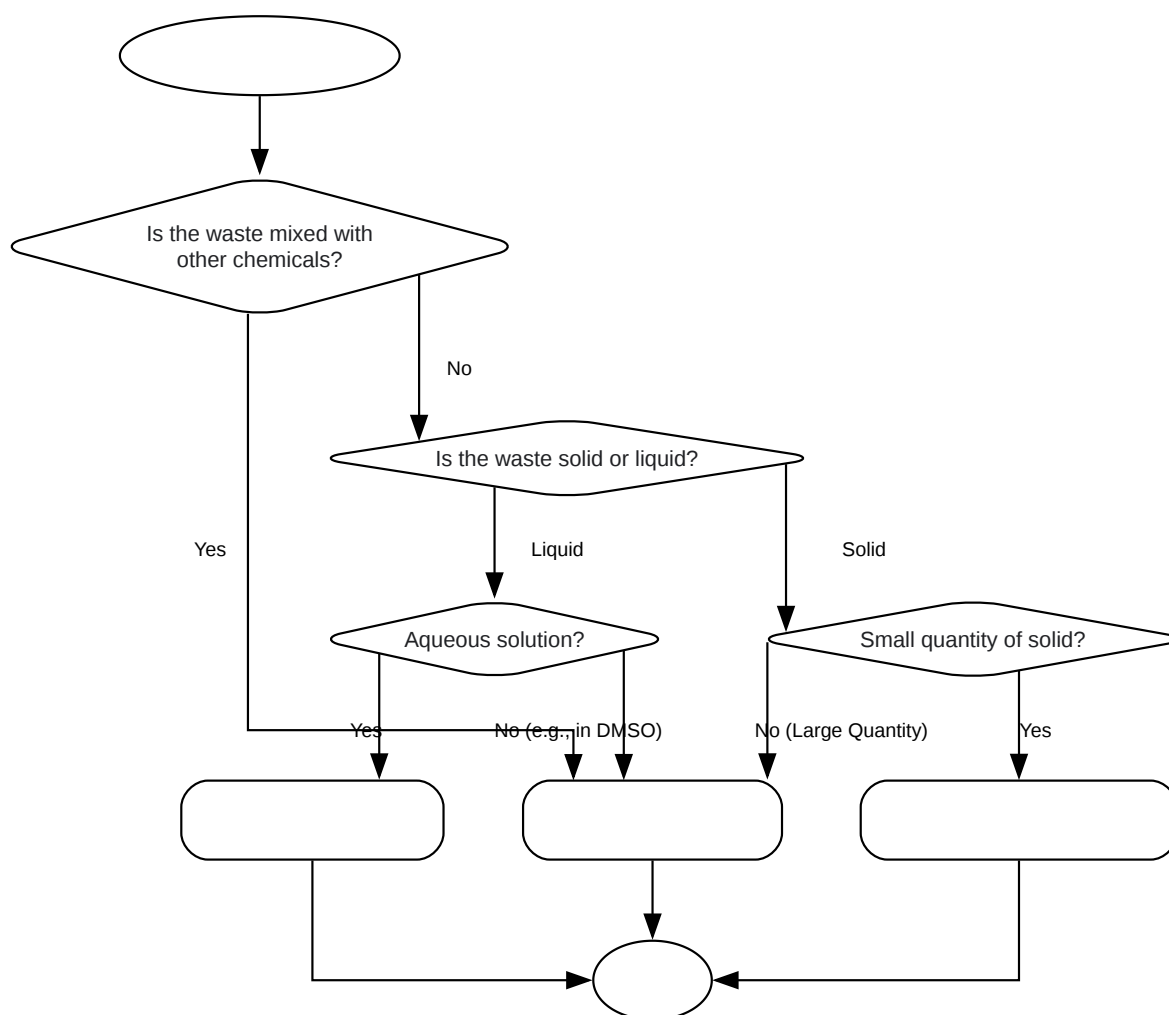 Is the waste mixed with
other chemicals?
No
Is the waste solid or liquid?
Yes
Liquid
Solid
Aqueous solution?
Small quantity of solid?
Yes
No (e.g., in DMSO)
No (Large Quantity)
Yes